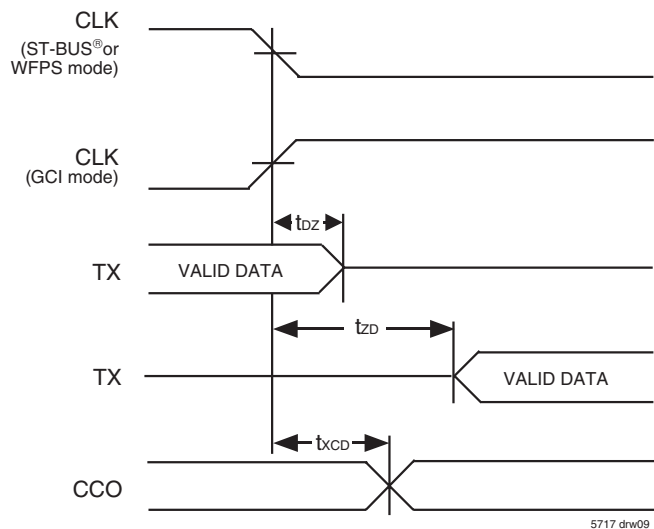 CLK
(ST-BUS®or
WFPS mode)
CLK
(GCI mode)
tDZ
TX
VALID DATA
tZD
TX
VALID DATA
tXCD
CCO
5717 drw09